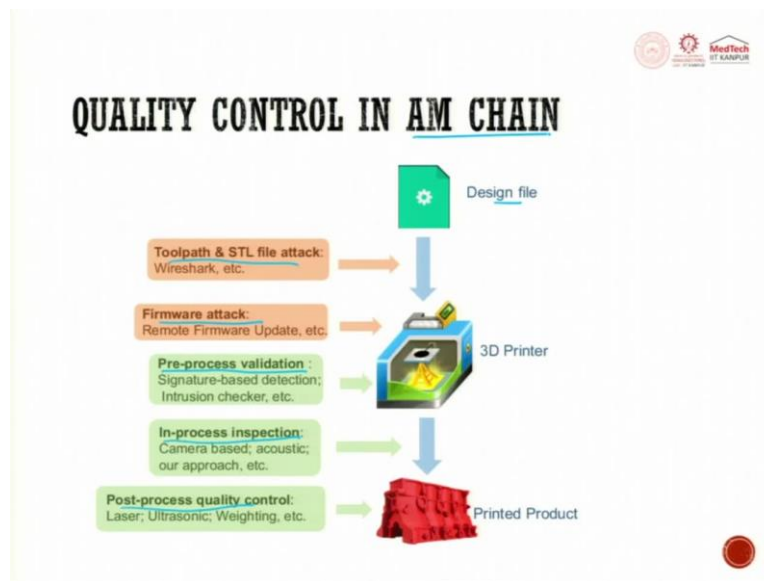 MedTech
IIT KANPUR
QUALITY CONTROL IN AM CHAIN
Design file
Toolpath & STL file attack:
Wireshark, etc.
Firmware attack:
Remote Firmware Update, etc.
3D Printer
Pre-process validation :
Signature-based detection;
Intrusion checker, etc.
In-process inspection:
Camera based; acoustic;
our approach, etc.
Post-process quality control:
Laser; Ultrasonic; Weighting, etc.
Printed Product